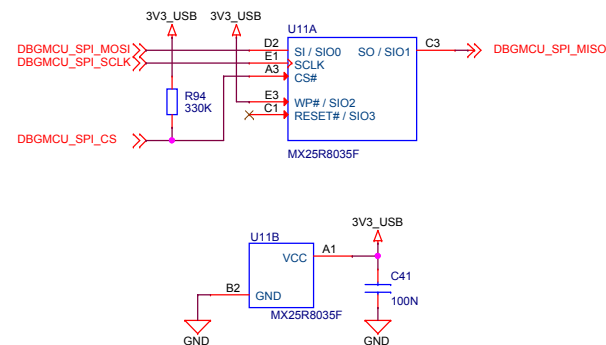 3V3_USB
3V3_USB
U11A
DBGMCU_SPI_MOSI
D2
SI / SIO0
SO / SIO1
C3
DBGMCU_SPI_MISO
DBGMCU_SPI_SCLK
E1
SCLK
A3
CS#
R94
330K
E3
WP# / SIO2
C1
RESET# / SIO3
DBGMCU_SPI_CS
MX25R8035F
3V3_USB
U11B
VCC
A1
C41
100N
B2
GND
MX25R8035F
GND
GND